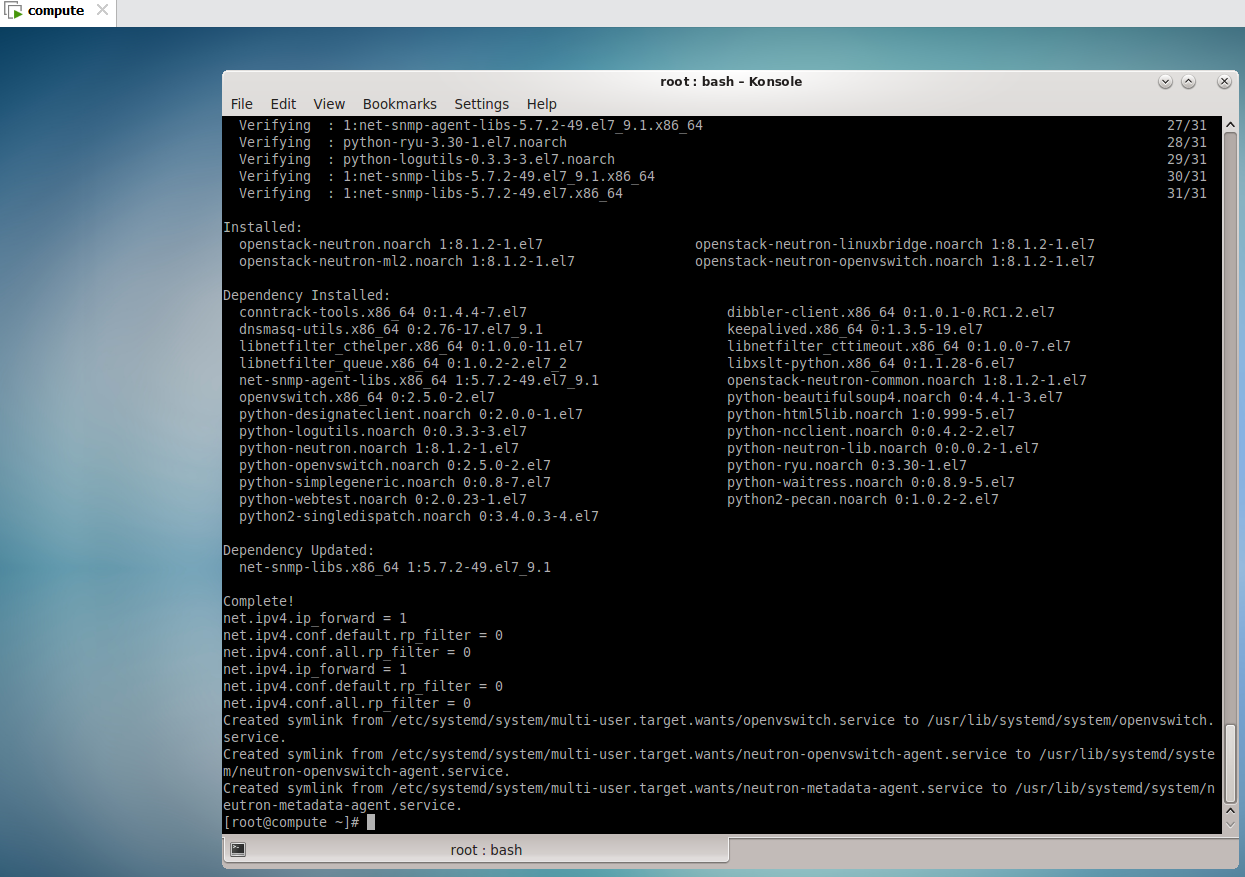 compute
root : bash – Konsole
File Edit View Bookmarks Settings Help
Verifying : 1:net-snmp-agent-libs-5.7.2-49.el7_9.1.x86_64 27/31
Verifying : python-ryu-3.30-1.el7.noarch 28/31
Verifying : python-logutils-0.3.3-3.el7.noarch 29/31
Verifying : 1:net-snmp-libs-5.7.2-49.el7_9.1.x86_64 30/31
Verifying : 1:net-snmp-libs-5.7.2-49.el7.x86_64 31/31
Installed:
openstack-neutron.noarch 1:8.1.2-1.el7 openstack-neutron-linuxbridge.noarch 1:8.1.2-1.el7
openstack-neutron-ml2.noarch 1:8.1.2-1.el7 openstack-neutron-openvswitch.noarch 1:8.1.2-1.el7
Dependency Installed:
conntrack-tools.x86_64 0:1.4.4-7.el7 dibbler-client.x86_64 0:1.0.1-0.RC1.2.el7
dnsmasq-utils.x86_64 0:2.76-17.el7_9.1 keepalived.x86_64 0:1.3.5-19.el7
libnetfilter_cthelper.x86_64 0:1.0.0-11.el7 libnetfilter_cttimeout.x86_64 0:1.0.0-7.el7
libnetfilter_queue.x86_64 0:1.0.2-2.el7_2 libxslt-python.x86_64 0:1.1.28-6.el7
net-snmp-agent-libs.x86_64 1:5.7.2-49.el7_9.1 openstack-neutron-common.noarch 1:8.1.2-1.el7
openvswitch.x86_64 0:2.5.0-2.el7 python-beautifulsoup4.noarch 0:4.4.1-3.el7
python-designateclient.noarch 0:2.0.0-1.el7 python-html5lib.noarch 1:0.999-5.el7
python-logutils.noarch 0:0.3.3-3.el7 python-ncclient.noarch 0:0.4.2-2.el7
python-neutron.noarch 1:8.1.2-1.el7 python-neutron-lib.noarch 0:0.0.2-1.el7
python-openvswitch.noarch 0:2.5.0-2.el7 python-ryu.noarch 0:3.30-1.el7
python-simplegeneric.noarch 0:0.8-7.el7 python-waitress.noarch 0:0.8.9-5.el7
python-webtest.noarch 0:2.0.23-1.el7 python2-pecan.noarch 0:1.0.2-2.el7
python2-singledispatch.noarch 0:3.4.0.3-4.el7
Dependency Updated:
net-snmp-libs.x86_64 1:5.7.2-49.el7_9.1
Complete!
net.ipv4.ip_forward = 1
net.ipv4.conf.default.rp_filter = 0
net.ipv4.conf.all.rp_filter = 0
net.ipv4.ip_forward = 1
net.ipv4.conf.default.rp_filter = 0
net.ipv4.conf.all.rp_filter = 0
Created symlink from /etc/systemd/system/multi-user.target.wants/openvswitch.service to /usr/lib/systemd/system/openvswitch.
service.
Created symlink from /etc/systemd/system/multi-user.target.wants/neutron-openvswitch-agent.service to /usr/lib/systemd/syste
m/neutron-openvswitch-agent.service.
Created symlink from /etc/systemd/system/multi-user.target.wants/neutron-metadata-agent.service to /usr/lib/systemd/system/n
eutron-metadata-agent.service.
[root@compute ~]#
root : bash